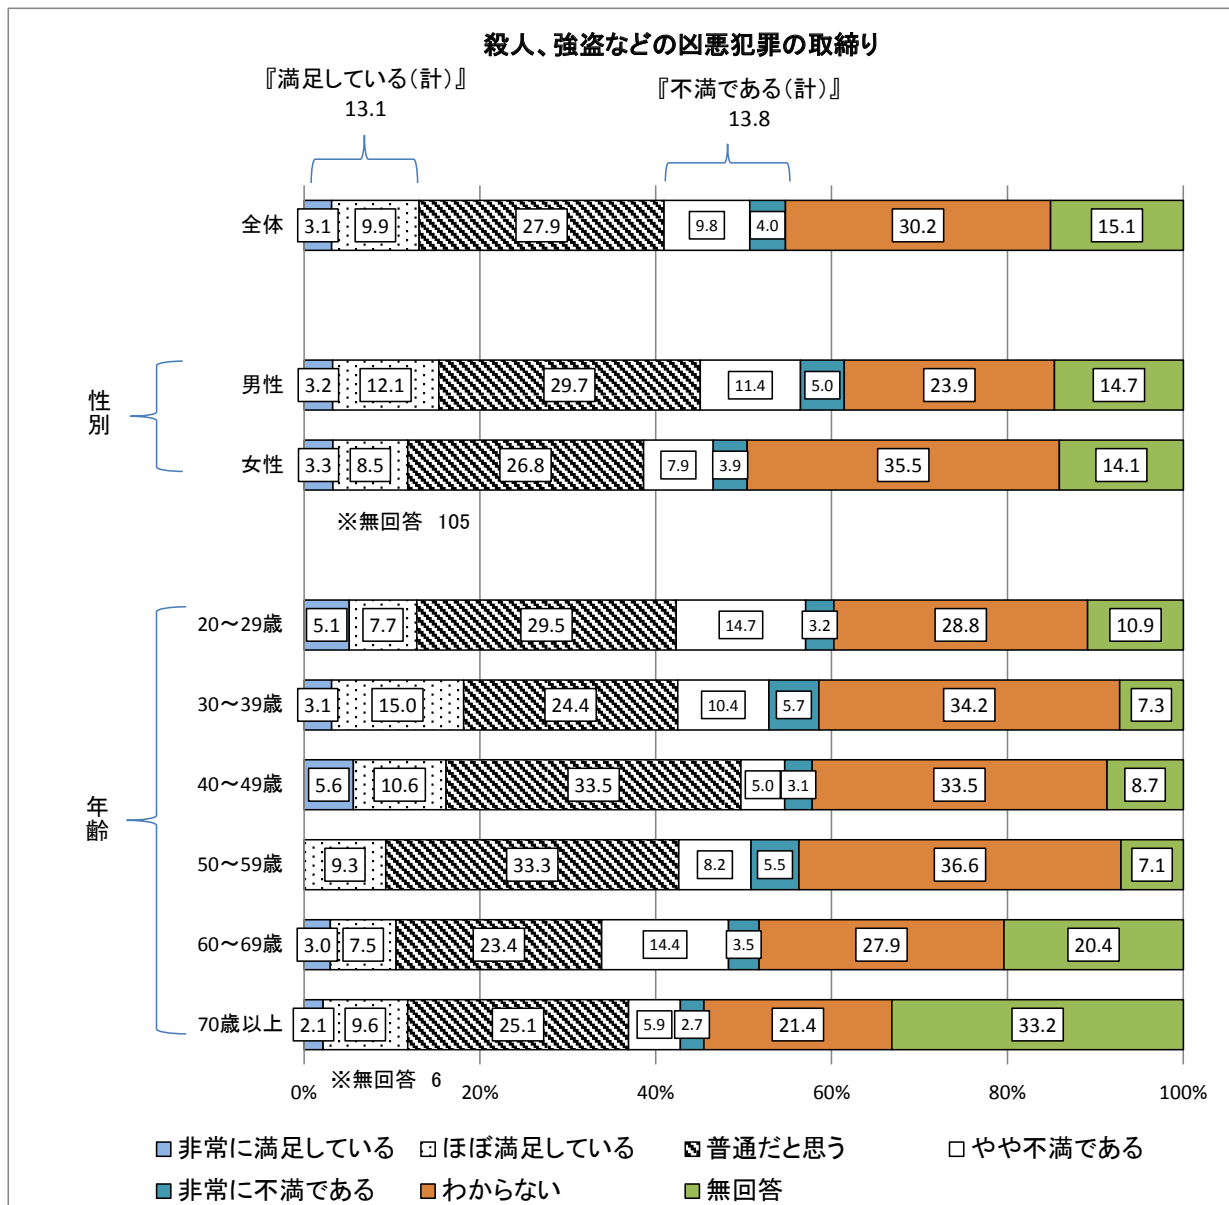 殺人、強盗などの凶悪犯罪の取締り
『満足している(計)』
13.1
『不満である(計)』
13.8
全体
3.1 9.9 27.9 9.8 4.0 30.2 15.1
性別
男性
3.2 12.1 29.7 11.4 5.0 23.9 14.7
女性
3.3 8.5 26.8 7.9 3.9 35.5 14.1
※無回答 105
年齢
20～29歳
5.1 7.7 29.5 14.7 3.2 28.8 10.9
30～39歳
3.1 15.0 24.4 10.4 5.7 34.2 7.3
40～49歳
5.6 10.6 33.5 5.0 3.1 33.5 8.7
50～59歳
9.3 33.3 8.2 5.5 36.6 7.1
60～69歳
3.0 7.5 23.4 14.4 3.5 27.9 20.4
70歳以上
2.1 9.6 25.1 5.9 2.7 21.4 33.2
※無回答 6
0% 20% 40% 60% 80% 100%
非常に満足している ほぼ満足している 普通だと思う やや不満である
非常に不満である わからない 無回答